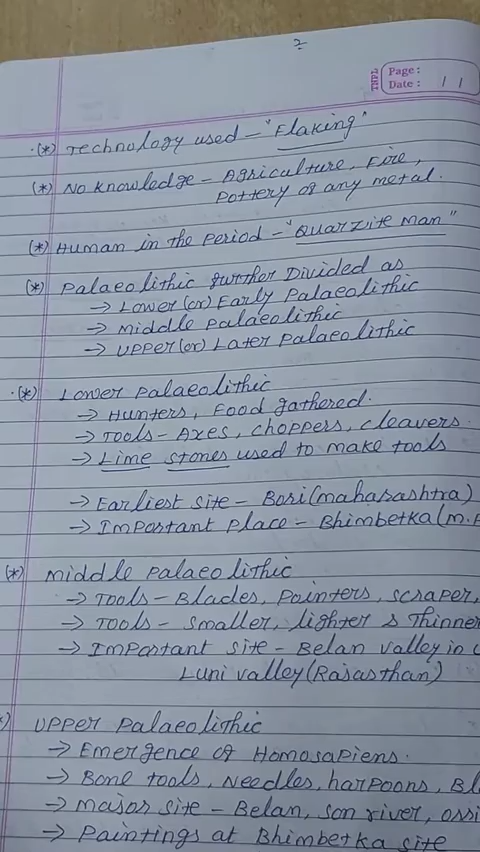 2
THPL
Page:
Date: / /
(*) Technology used - "Flaking"
(*) No knowledge - Agriculture, Fire,
Pottery of any metal.
(*) Human in the period - "Quarzite man"
(*) Palaeolithic further Divided as
→ Lower (or) Early Palaeolithic
→ middle Palaeolithic
→ Upper (or) Later Palaeolithic
(*) Lower Palaeolithic
→ Hunters, Food gathered.
→ Tools - Axes, choppers, cleavers.
→ Lime stones used to make tools
→ Earliest site - Bori (maharashtra)
→ Important Place - Bhimbetka (m.P
(*) middle Palaeolithic
→ Tools - Blades, Pointers, scraper,
→ Tools - smaller, lighter & Thinner
→ Important site - Belan valley in
Luni valley (Rajasthan)
*) Upper Palaeolithic
→ Emergence of Homosapiens.
→ Bone tools, Needles, harpoons, Bl
→ major site - Belan, son river, ossi
→ Paintings at Bhimbetka site